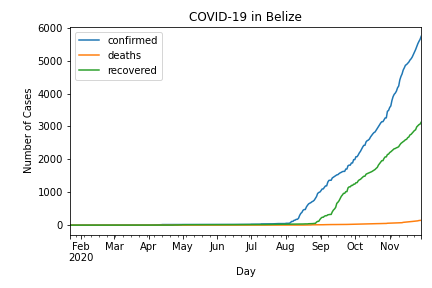 COVID-19 in Belize
confirmed
deaths
recovered
Number of Cases
6000
5000
4000
3000
2000
1000
0
Feb Mar Apr May Jun Jul Aug Sep Oct Nov
2020
Day